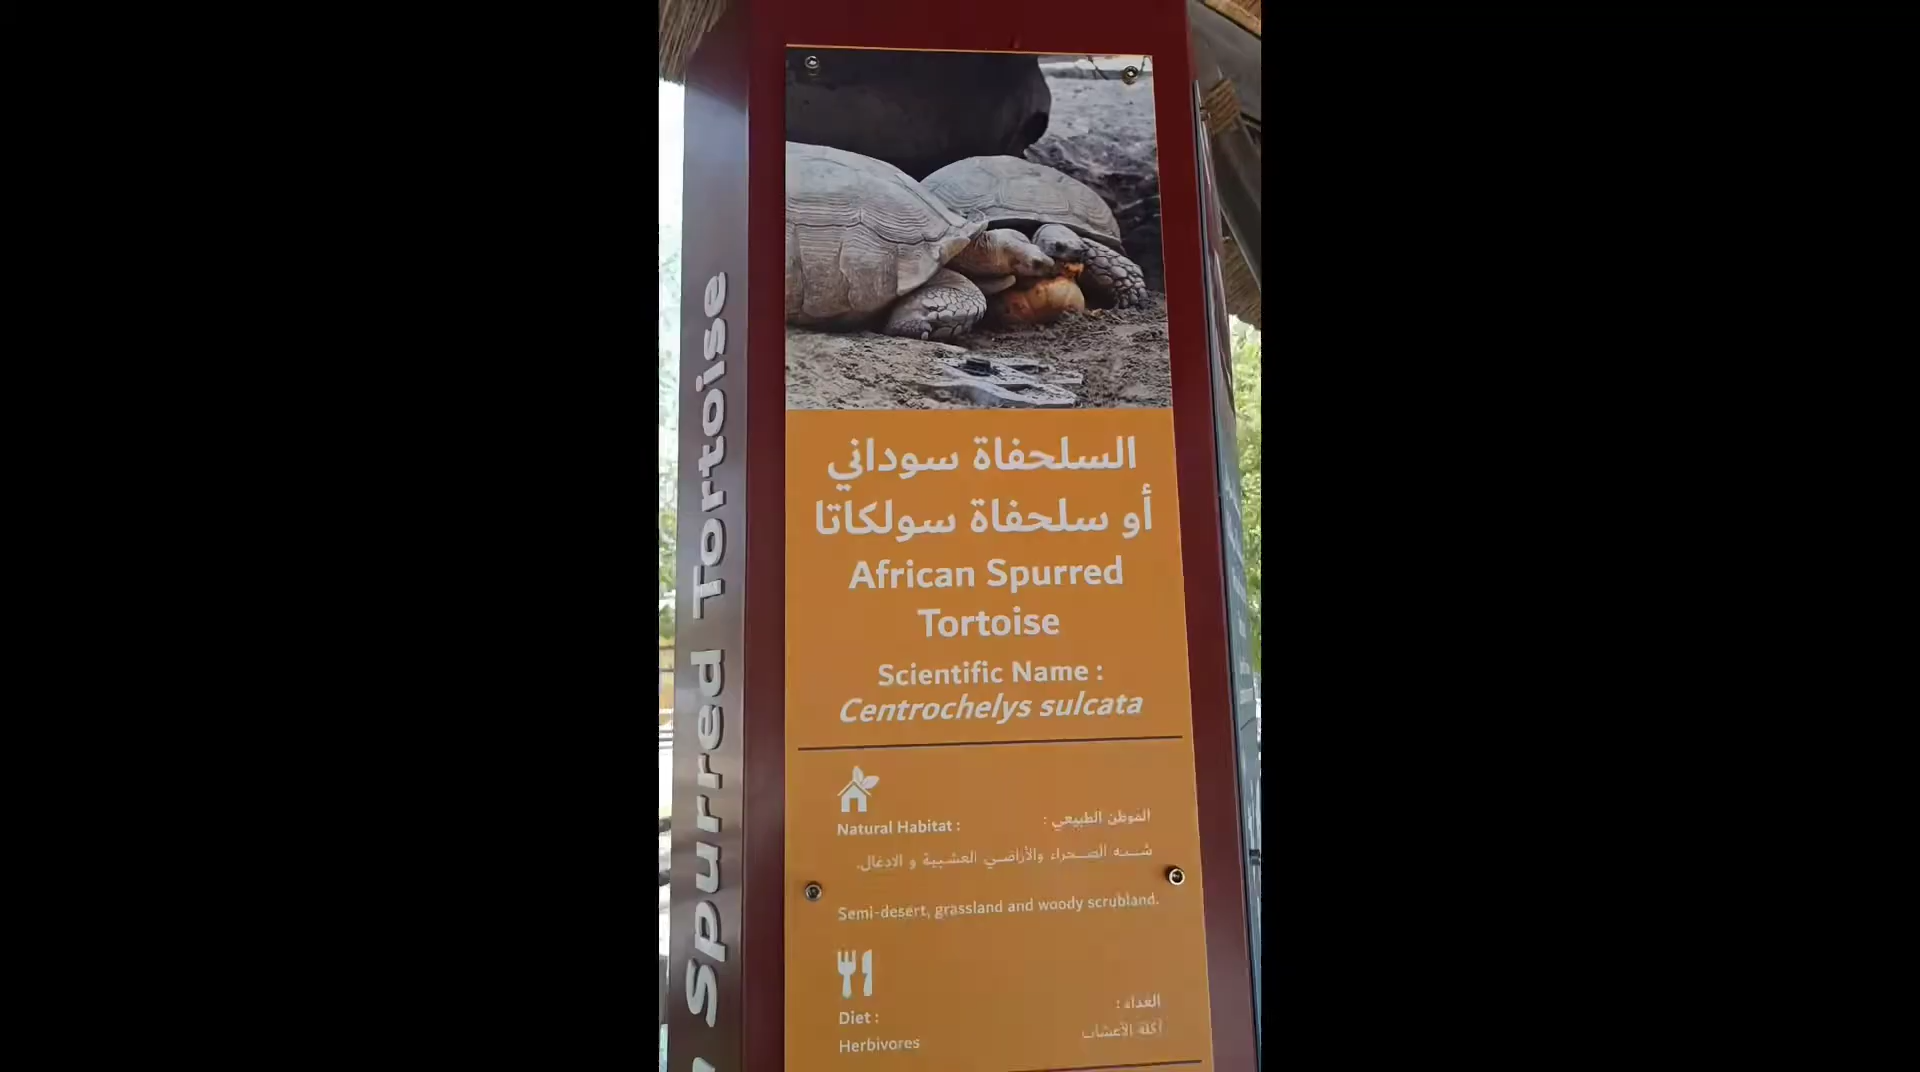 السلحفاة سوداني
أو سلحفاة سولكاتا
African Spurred
Tortoise
Scientific Name :
Centrochelys sulcata
Natural Habitat :
الموطن الطبيعي :
شبه الصحراء والأراضي العشبية و الادغال.
Semi-desert, grassland and woody scrubland.
Diet :
الغذاء :
Herbivores
آكلة الأعشاب
Spurred Tortoise